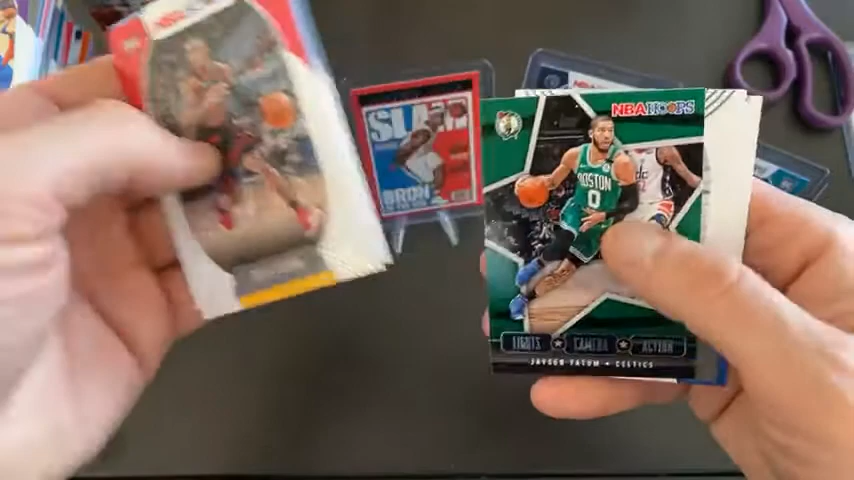 SLAM
BRON
NBA HOOPS
BOSTON
0
LIGHTS CAMERA ACTION
JAYSON TATUM • CELTICS